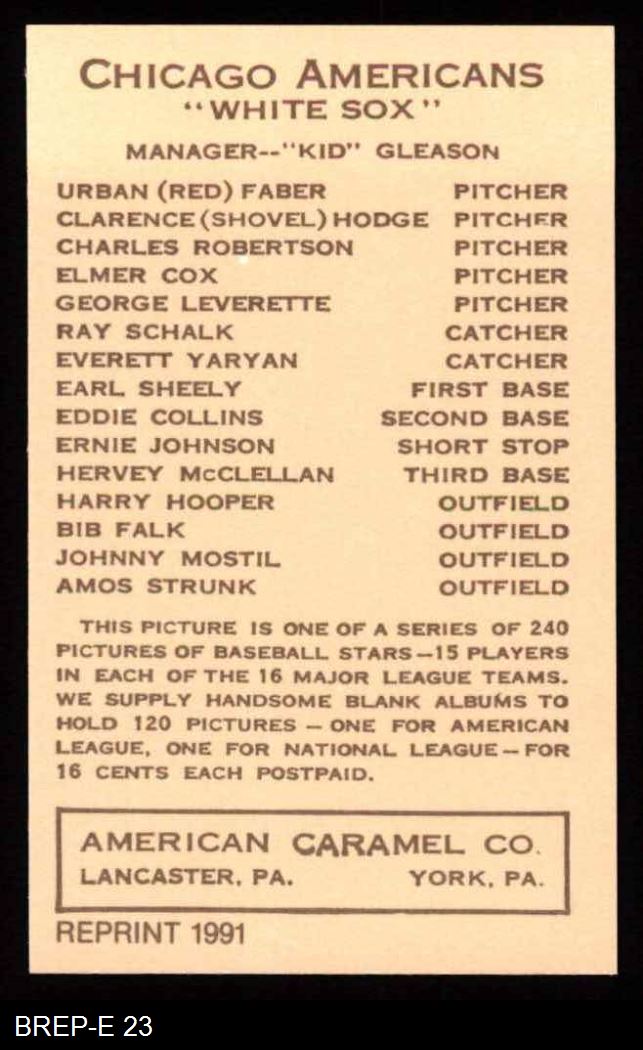 CHICAGO AMERICANS
"WHITE SOX"
MANAGER--"KID" GLEASON
URBAN (RED) FABER PITCHER
CLARENCE (SHOVEL) HODGE PITCHER
CHARLES ROBERTSON PITCHER
ELMER COX PITCHER
GEORGE LEVERETTE PITCHER
RAY SCHALK CATCHER
EVERETT YARYAN CATCHER
EARL SHEELY FIRST BASE
EDDIE COLLINS SECOND BASE
ERNIE JOHNSON SHORT STOP
HERVEY McCLELLAN THIRD BASE
HARRY HOOPER OUTFIELD
BIB FALK OUTFIELD
JOHNNY MOSTIL OUTFIELD
AMOS STRUNK OUTFIELD
THIS PICTURE IS ONE OF A SERIES OF 240
PICTURES OF BASEBALL STARS—15 PLAYERS
IN EACH OF THE 16 MAJOR LEAGUE TEAMS.
WE SUPPLY HANDSOME BLANK ALBUMS TO
HOLD 120 PICTURES — ONE FOR AMERICAN
LEAGUE, ONE FOR NATIONAL LEAGUE—FOR
16 CENTS EACH POSTPAID.
AMERICAN CARAMEL CO.
LANCASTER, PA. YORK, PA.
REPRINT 1991
BREP-E 23